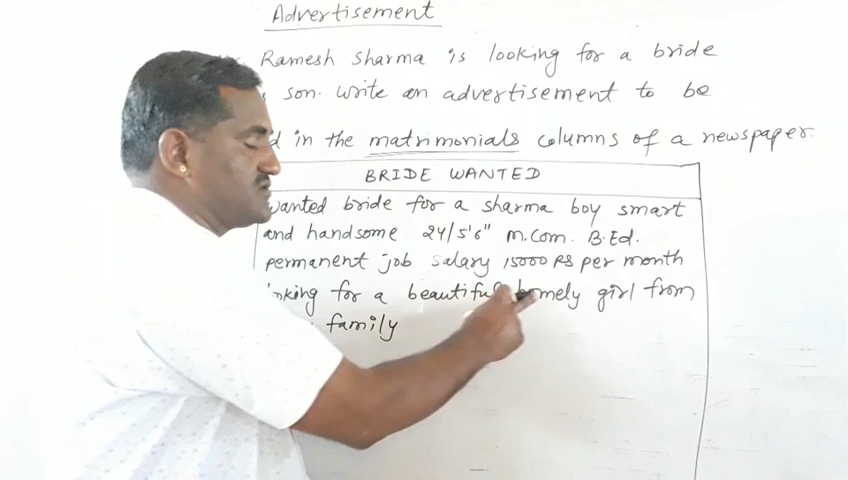 Advertisement
Ramesh Sharma is looking for a bride
son. Write an advertisement to be
in the matrimonials columns of a newspaper.
BRIDE WANTED
Wanted bride for a sharma boy smart
and handsome 24/5'6" M.Com. B.Ed.
permanent job salary 15000 RS per month
for a beautiful homely girl from
family